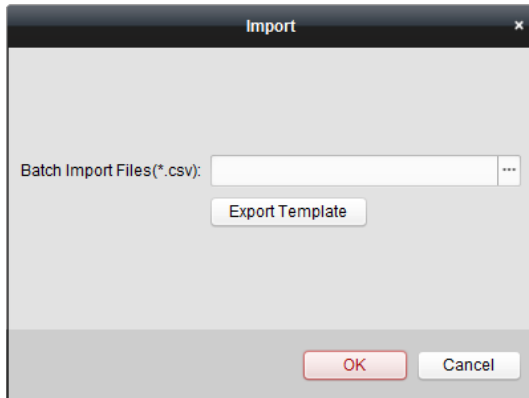 Import
Batch Import Files(*.csv):
Export Template
OK
Cancel